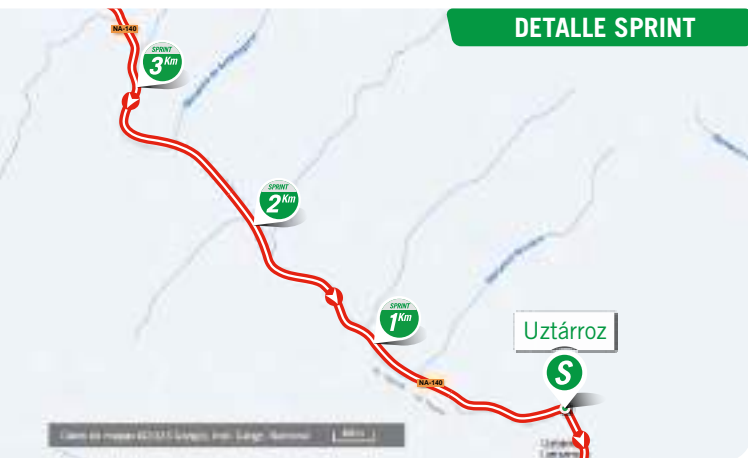 DETALLE SPRINT
NA-140
SPRINT
3Km
SPRINT
2Km
SPRINT
1Km
Uztárroz
S
NA-140